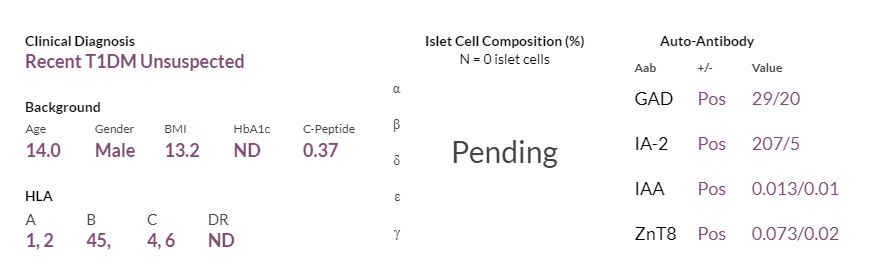 Clinical Diagnosis
Recent T1DM Unsuspected
Background
Age Gender BMI HbA1c C-Peptide
14.0 Male 13.2 ND 0.37
HLA
A B C DR
1, 2 45, 4, 6 ND
Islet Cell Composition (%)
N = 0 islet cells
α
β
δ
ε
γ
Pending
Auto-Antibody
Aab +/- Value
GAD Pos 29/20
IA-2 Pos 207/5
IAA Pos 0.013/0.01
ZnT8 Pos 0.073/0.02